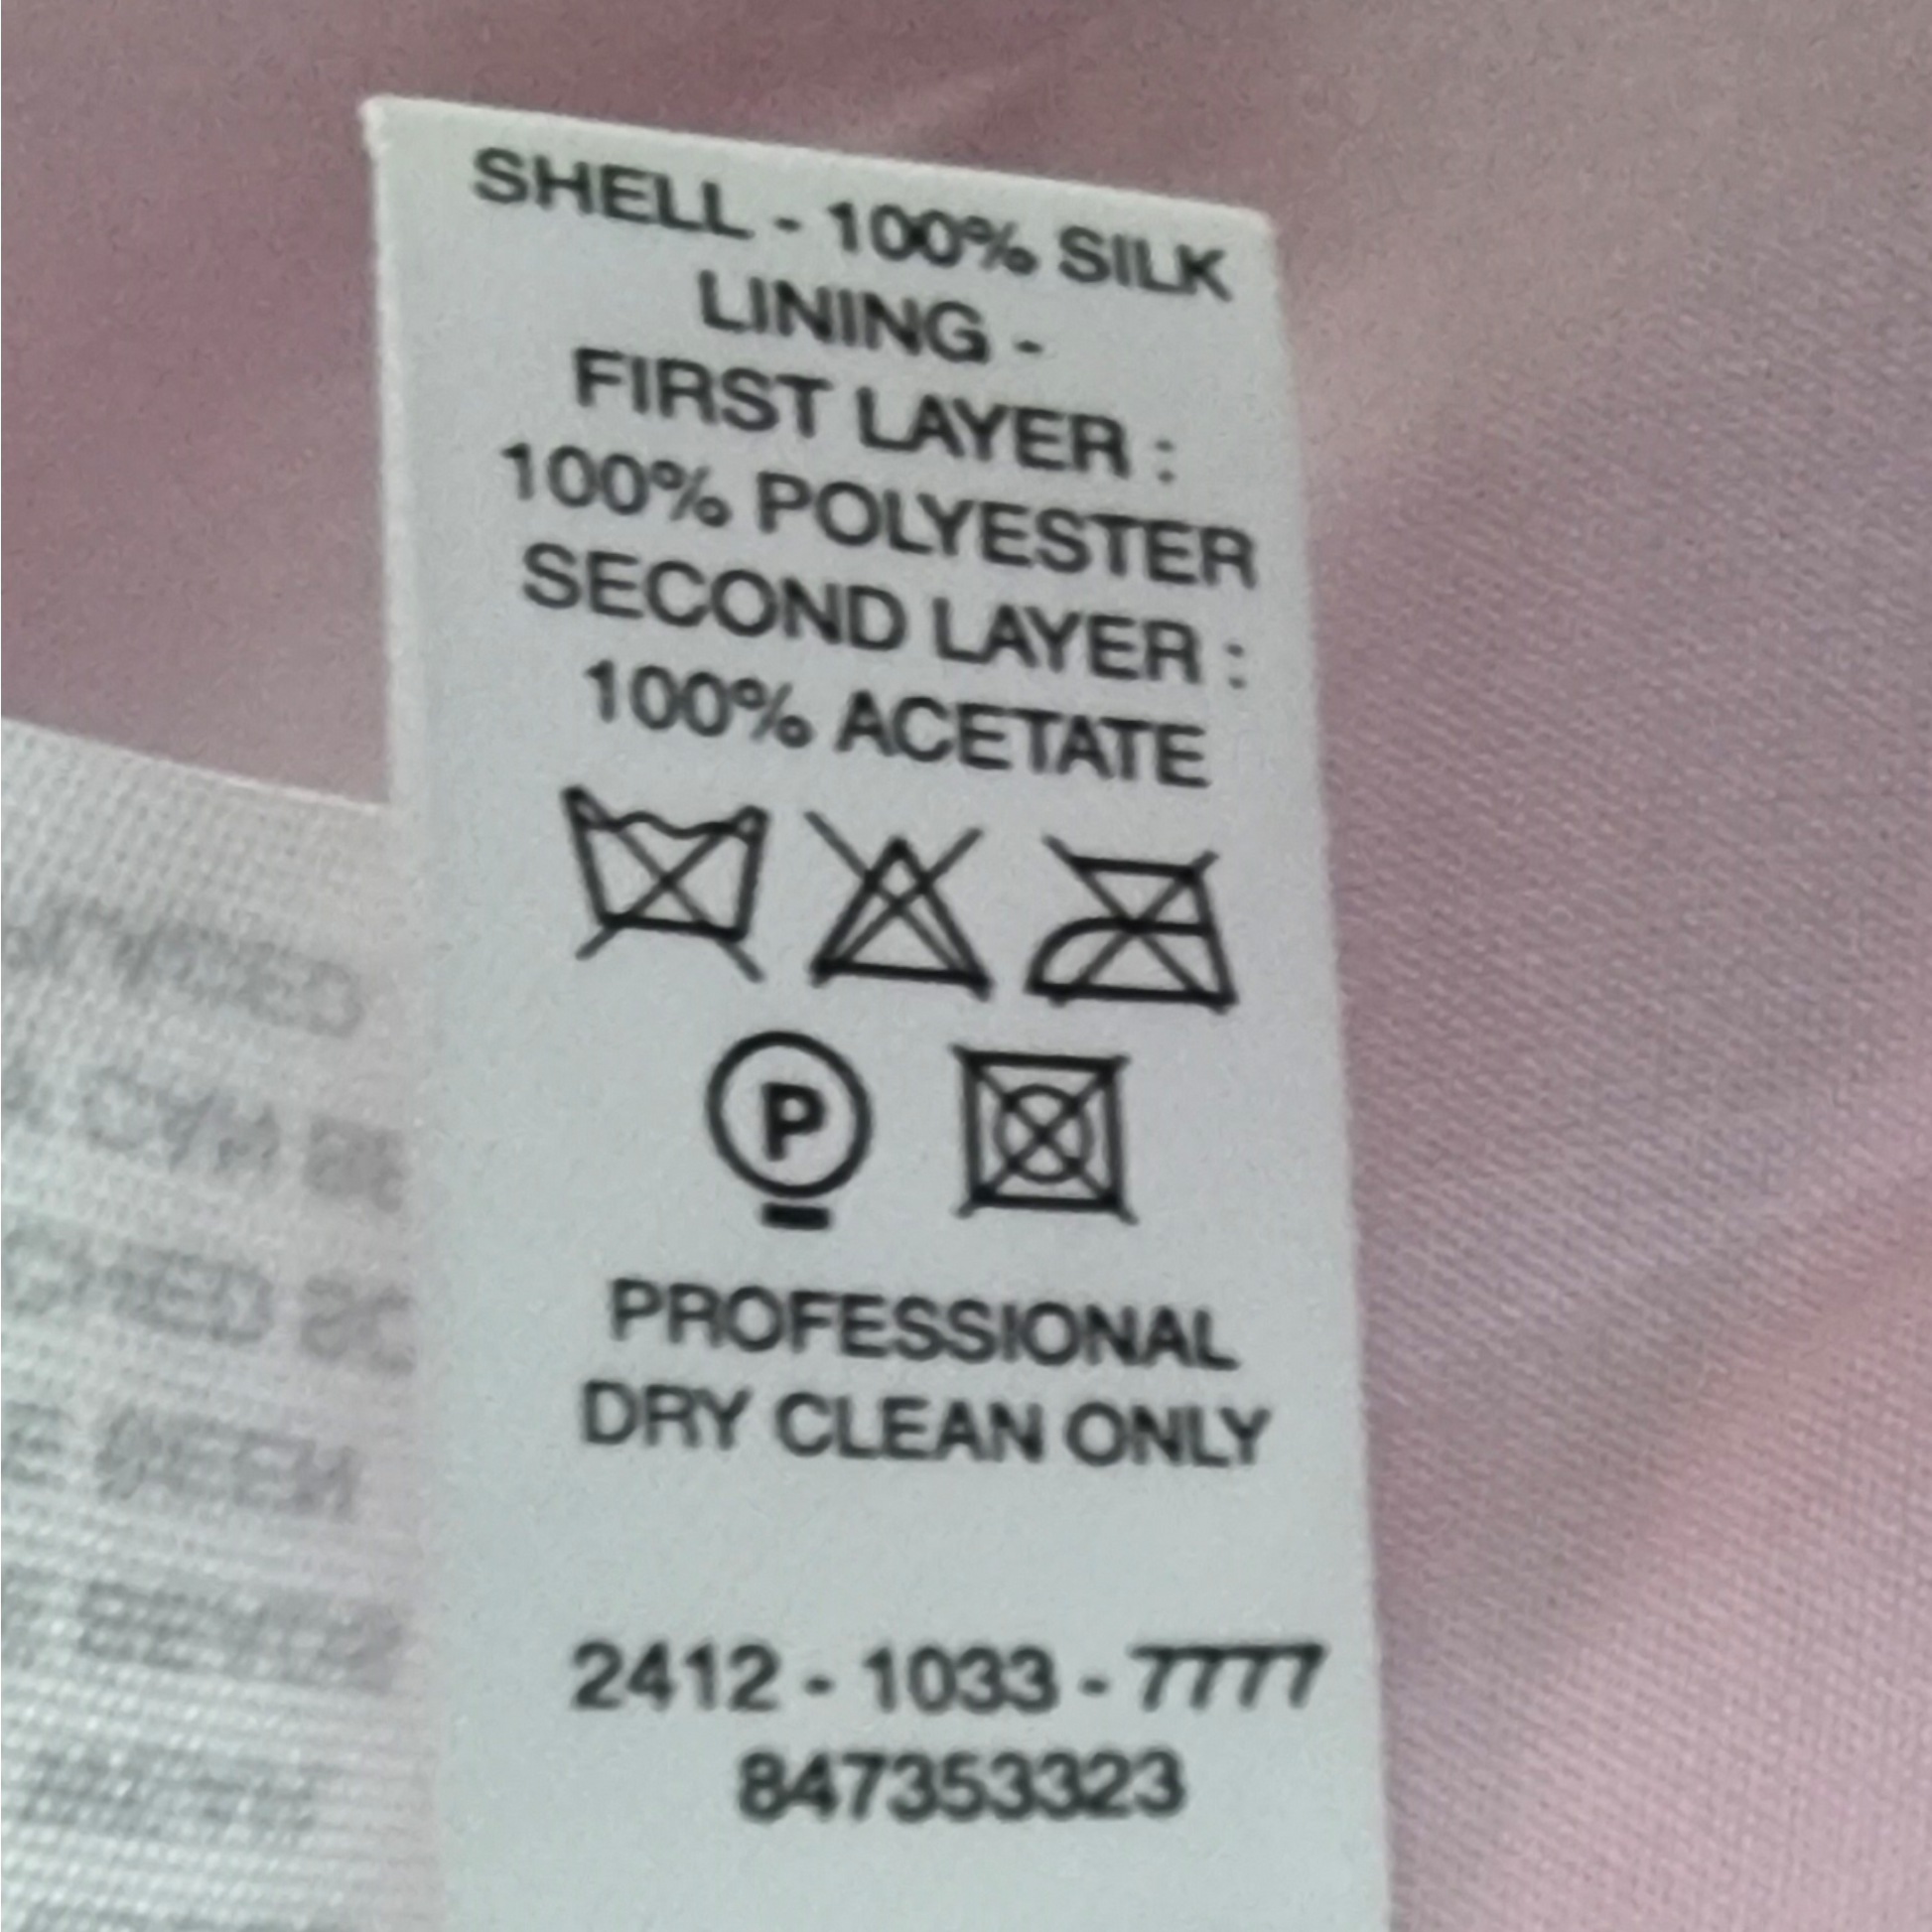 SHELL - 100% SILK
LINING -
FIRST LAYER :
100% POLYESTER
SECOND LAYER :
100% ACETATE
P
PROFESSIONAL
DRY CLEAN ONLY
2412 - 1033 - 7777
847353323